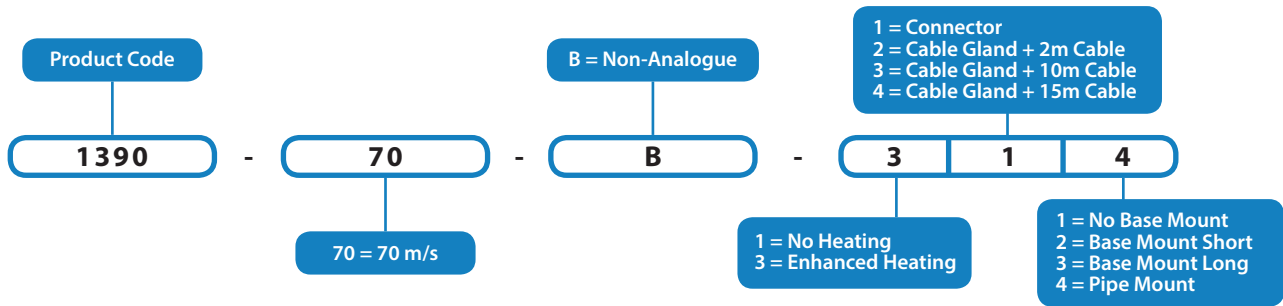 Product Code
B = Non-Analogue
1 = Connector
2 = Cable Gland + 2m Cable
3 = Cable Gland + 10m Cable
4 = Cable Gland + 15m Cable
1390 - 70 - B - 3 1 4
70 = 70 m/s
1 = No Heating
3 = Enhanced Heating
1 = No Base Mount
2 = Base Mount Short
3 = Base Mount Long
4 = Pipe Mount